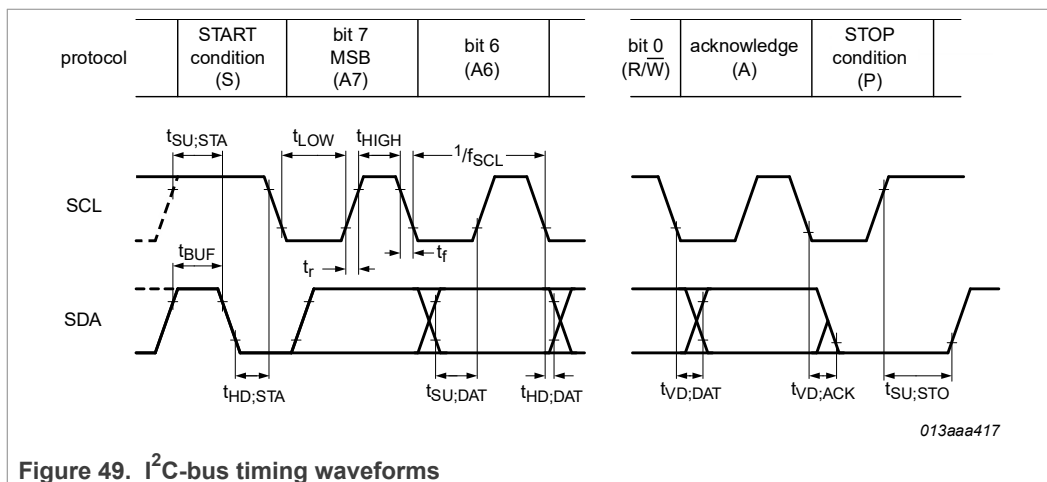 protocol
START
condition
(S)
bit 7
MSB
(A7)
bit 6
(A6)
bit 0
(R/W̅)
acknowledge
(A)
STOP
condition
(P)
tSU;STA
tLOW
tHIGH
1/fSCL
SCL
tBUF
tr
tf
SDA
tHD;STA
tSU;DAT
tHD;DAT
tVD;DAT
tVD;ACK
tSU;STO
013aaa417
Figure 49. I²C-bus timing waveforms